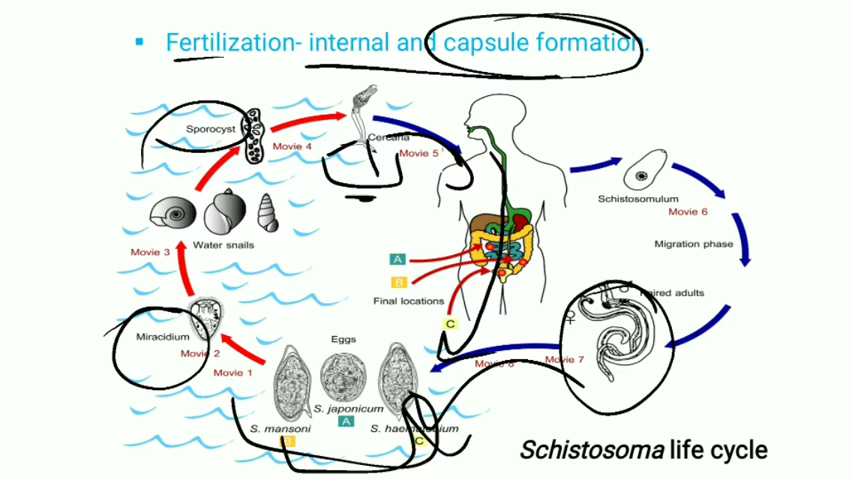 ▪ Fertilization- internal and capsule formation.
Sporocyst
Movie 4
Cercaria
Movie 5
Schistosomulum
Movie 6
Water snails
Movie 3
A
B
Final locations
C
Migration phase
Paired adults
♂
♀
Miracidium
Movie 2
Movie 1
Eggs
Movie 8
Movie 7
S. japonicum
A
S. mansoni
B
S. haematobium
C
Schistosoma life cycle